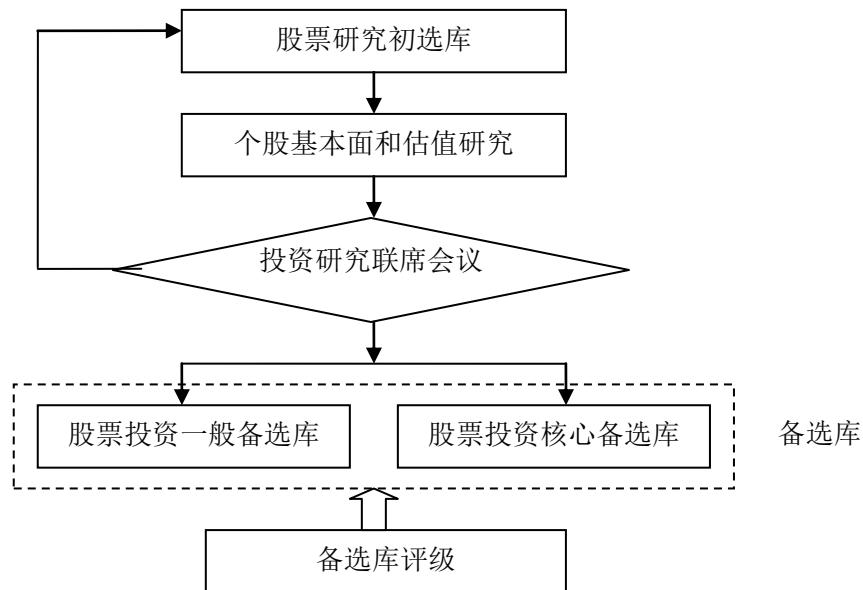 股票研究初选库
个股基本面和估值研究
投资研究联席会议
股票投资一般备选库
股票投资核心备选库
备选库
备选库评级